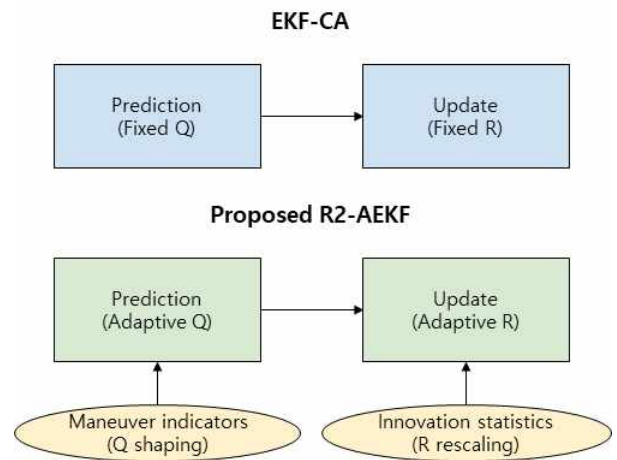 EKF-CA
Prediction
(Fixed Q)
Update
(Fixed R)
Proposed R2-AEKF
Prediction
(Adaptive Q)
Update
(Adaptive R)
Maneuver indicators
(Q shaping)
Innovation statistics
(R rescaling)